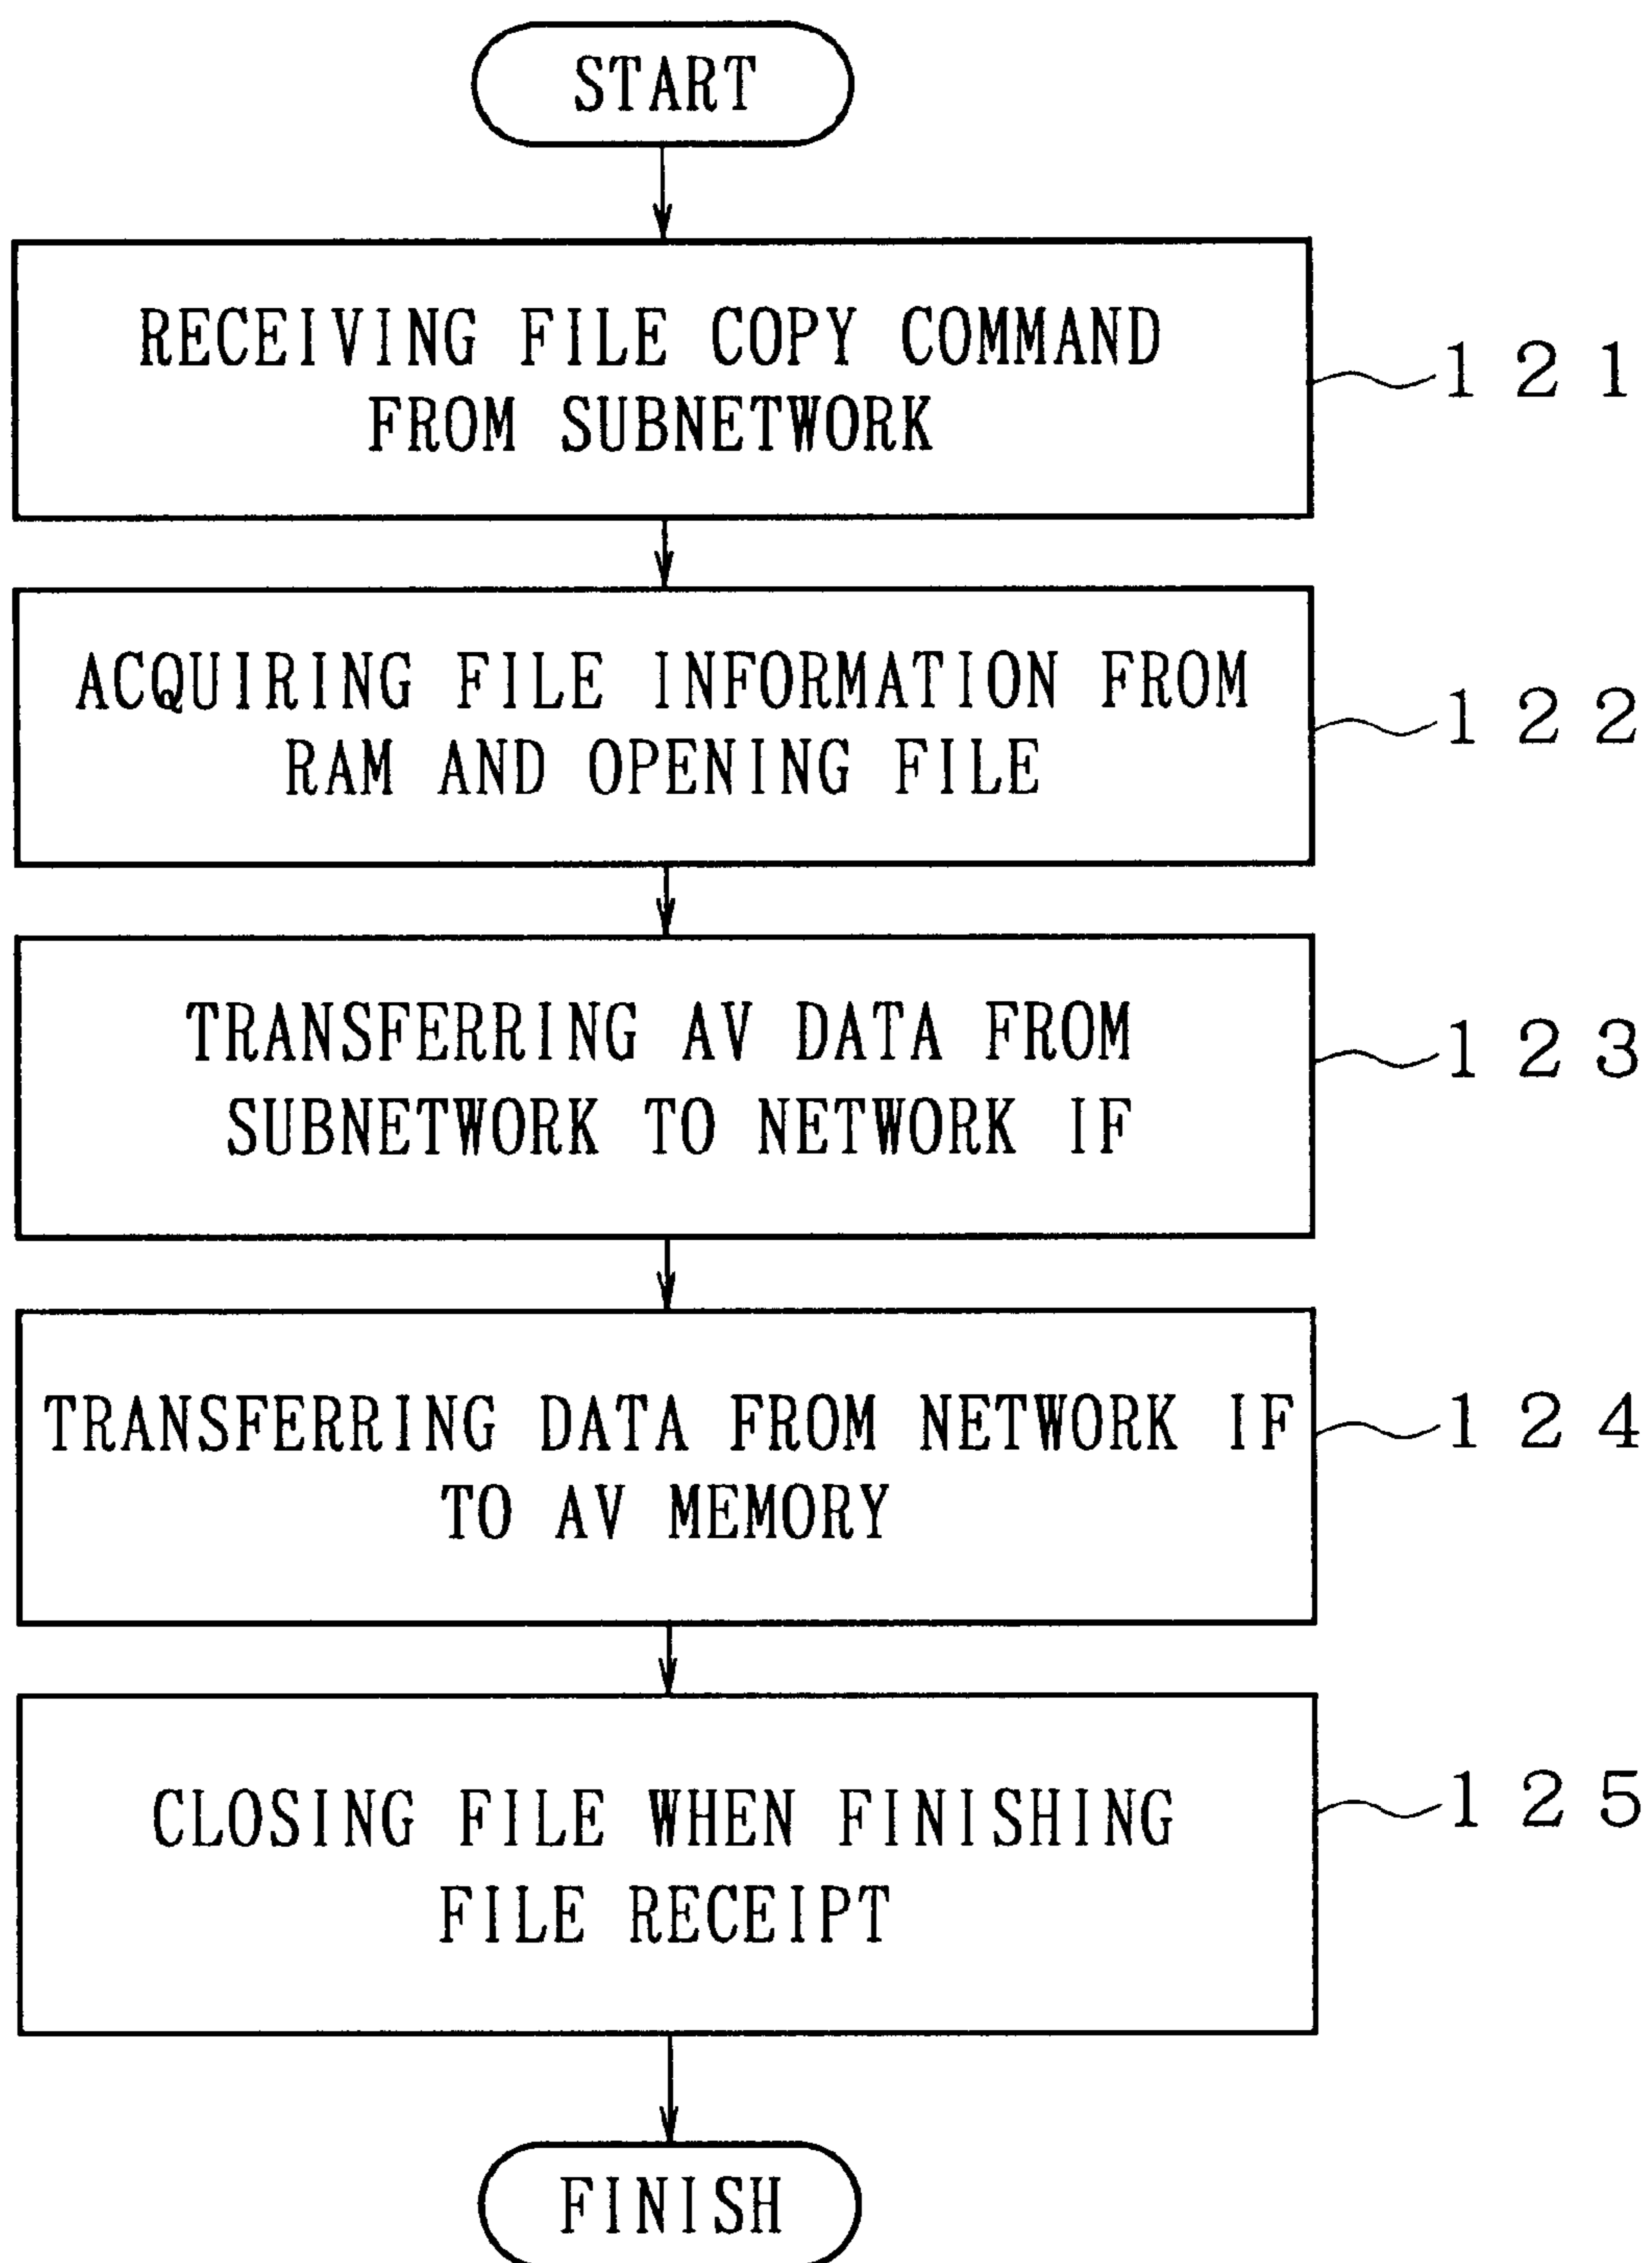 START
RECEIVING FILE COPY COMMAND
FROM SUBNETWORK
121
ACQUIRING FILE INFORMATION FROM
RAM AND OPENING FILE
122
TRANSFERRING AV DATA FROM
SUBNETWORK TO NETWORK IF
123
TRANSFERRING DATA FROM NETWORK IF
TO AV MEMORY
124
CLOSING FILE WHEN FINISHING
FILE RECEIPT
125
FINISH